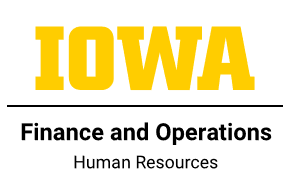 IOWA
Finance and Operations
Human Resources